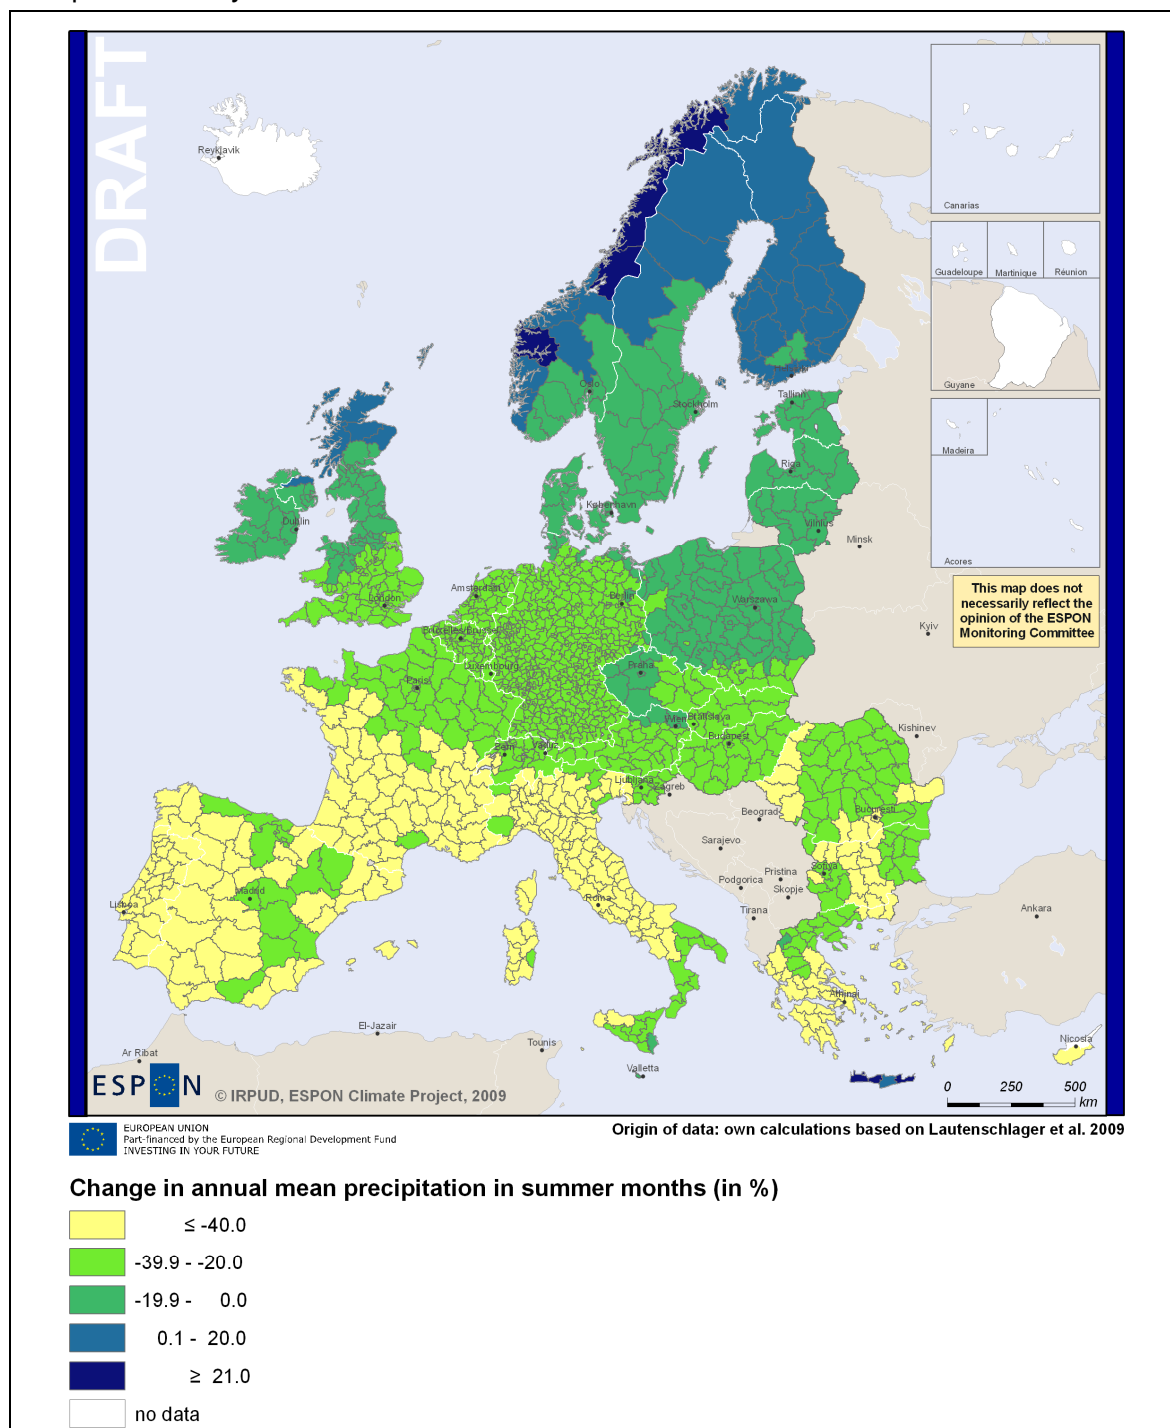 DRAFT
Reykjavik
Canarias
Guadeloupe
Martinique
Réunion
Guyane
Madeira
Acores
This map does not
necessarily reflect the
opinion of the ESPON
Monitoring Committee
Oslo
Stockholm
Tallinn
Riga
København
Vilnius
Minsk
Dublin
London
Amsterdam
Berlin
Warszawa
Kyiv
Luxembourg
Praha
Paris
Wien
Bratislava
Budapest
Kishinev
Bern
Vaduz
Ljubljana
Zagreb
Beograd
Bucuresti
Sarajevo
Sofiya
Pristina
Podgorica
Skopje
Tirana
Ankara
Madrid
Lisboa
Roma
Athinai
El-Jazair
Tounis
Ar Ribat
Valletta
Nicosia
ESPON
© IRPUD, ESPON Climate Project, 2009
0 250 500
km
EUROPEAN UNION
Part-financed by the European Regional Development Fund
INVESTING IN YOUR FUTURE
Origin of data: own calculations based on Lautenschlager et al. 2009
Change in annual mean precipitation in summer months (in %)
≤ -40.0
-39.9 - -20.0
-19.9 - 0.0
0.1 - 20.0
≥ 21.0
no data